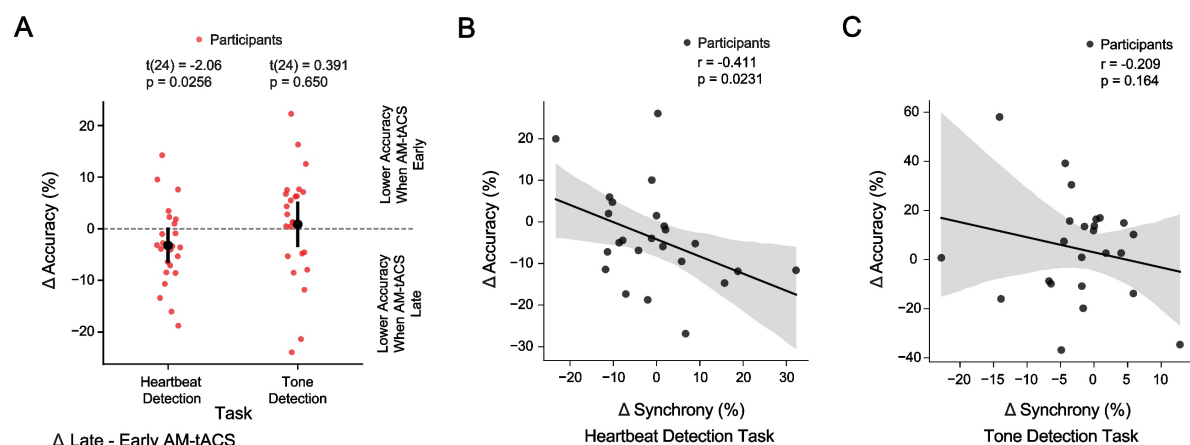 A
Participants
t(24) = -2.06
p = 0.0256
t(24) = 0.391
p = 0.650
Δ Accuracy (%)
20
10
0
−10
−20
Lower Accuracy
When AM-tACS
Early
Lower Accuracy
When AM-tACS
Late
Heartbeat
Detection
Tone
Detection
Task
Δ Late - Early AM-tACS
B
Participants
r = -0.411
p = 0.0231
Δ Accuracy (%)
20
10
0
−10
−20
−30
−20 −10 0 10 20 30
Δ Synchrony (%)
Heartbeat Detection Task
C
Participants
r = -0.209
p = 0.164
Δ Accuracy (%)
60
40
20
0
−20
−40
−20 −15 −10 −5 0 5 10
Δ Synchrony (%)
Tone Detection Task